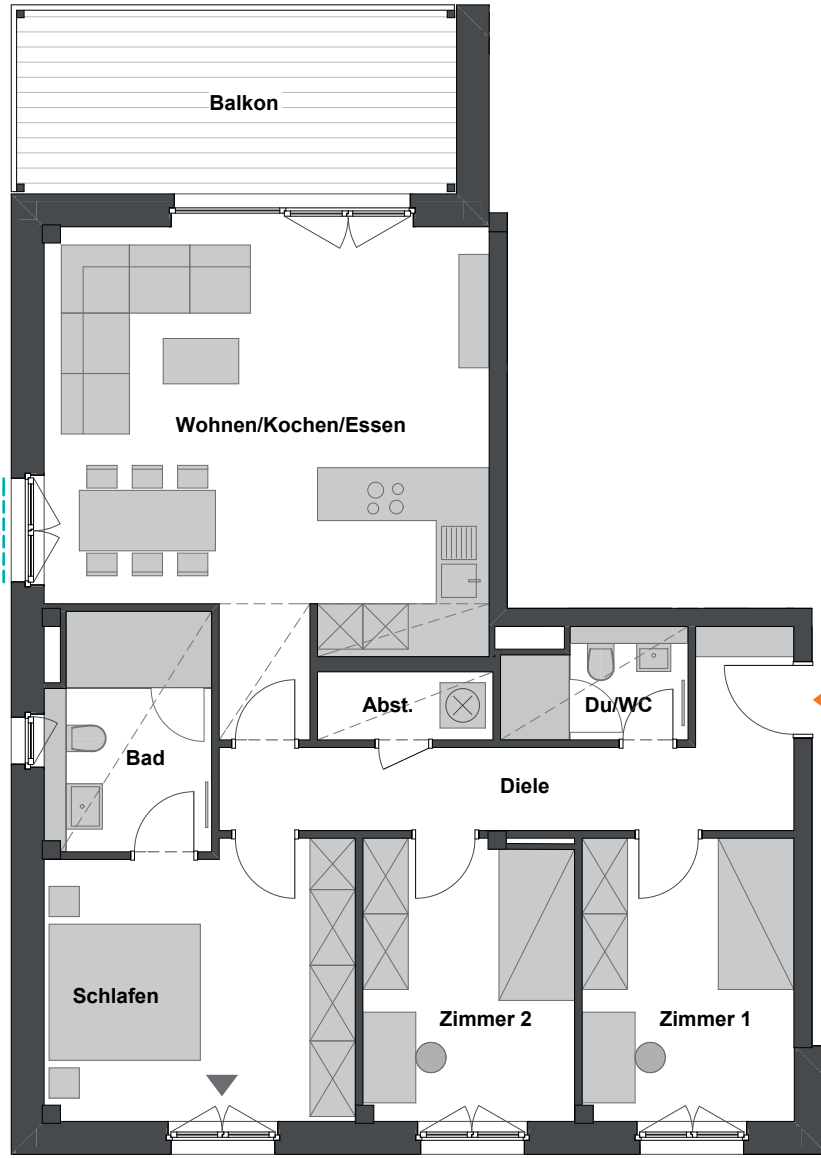 Balkon
Wohnen/Kochen/Essen
Abst.
Du/WC
Bad
Diele
Schlafen
Zimmer 2
Zimmer 1